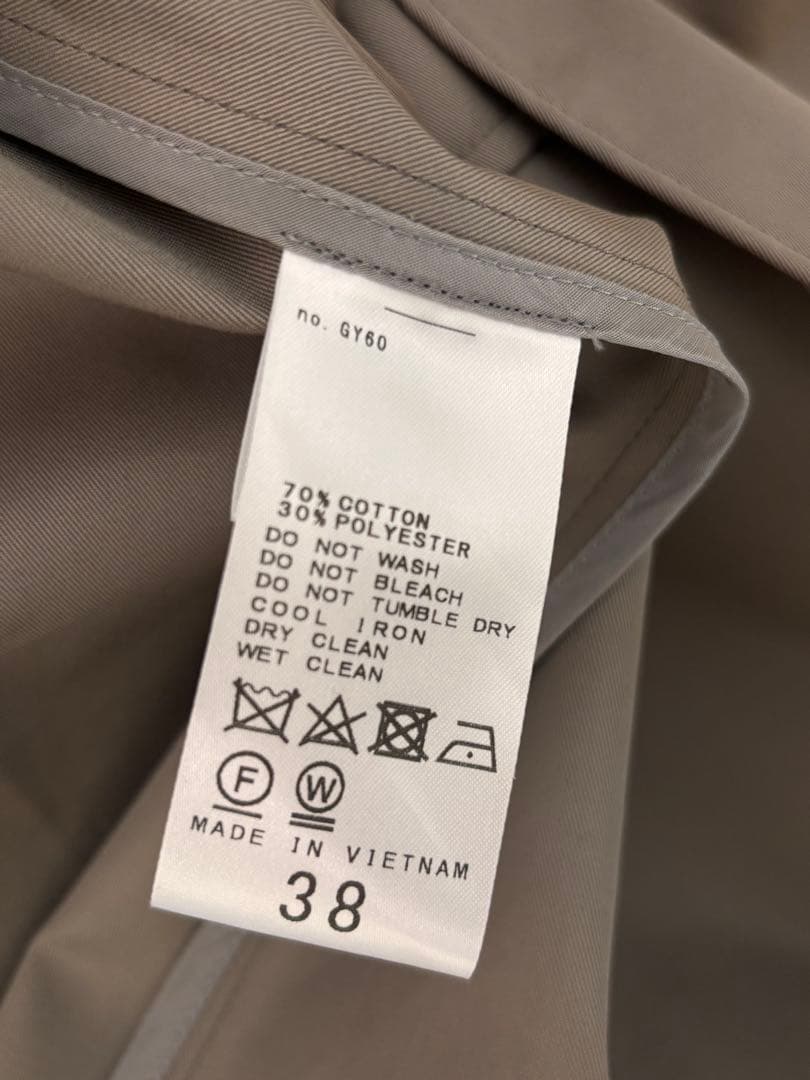 no. GY60
70% COTTON
30% POLYESTER
DO NOT WASH
DO NOT BLEACH
DO NOT TUMBLE DRY
COOL IRON
DRY CLEAN
WET CLEAN
F W
MADE IN VIETNAM
38